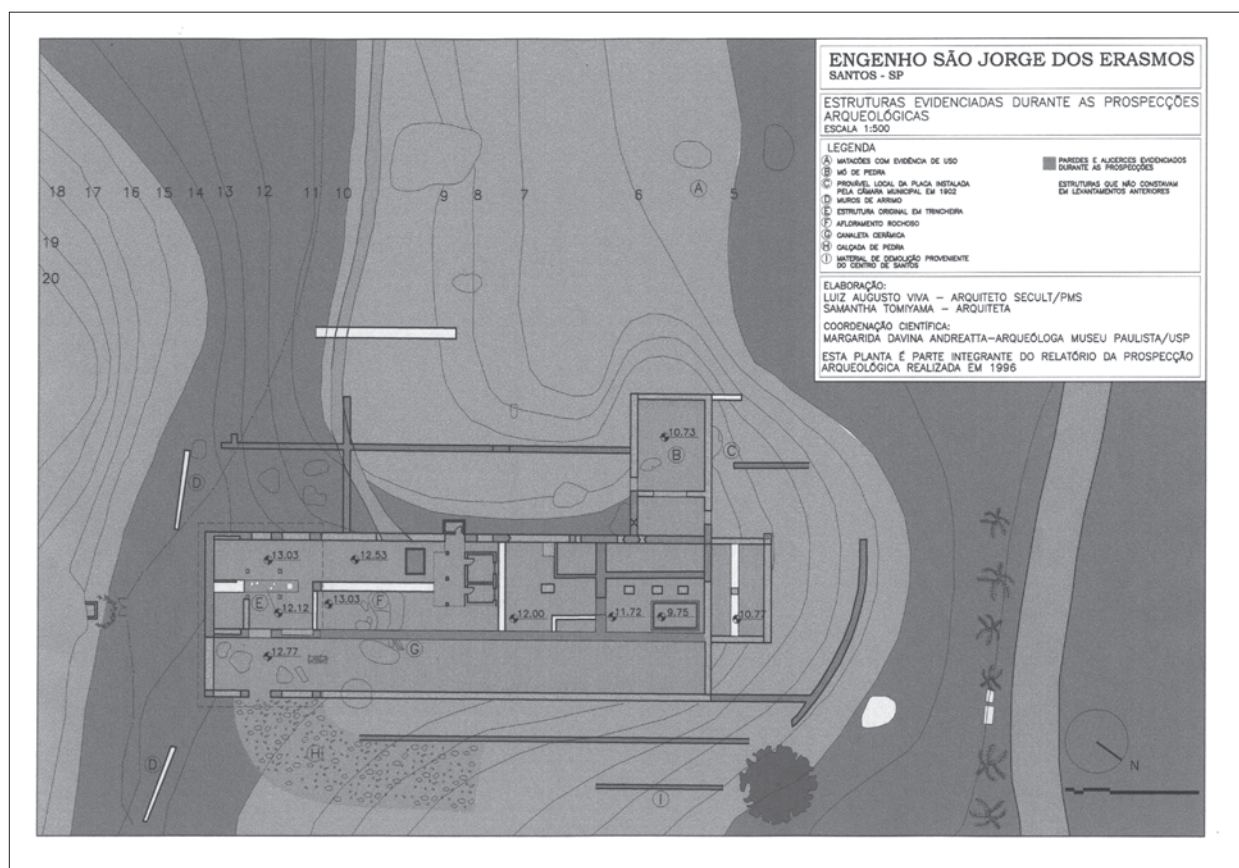 ENGENHO SÃO JORGE DOS ERASMOS
SANTOS - SP
ESTRUTURAS EVIDENCIADAS DURANTE AS PROSPECÇÕES
ARQUEOLÓGICAS
ESCALA 1:500
LEGENDA
A MATACÕES COM EVIDÊNCIA DE USO
B MÓ DE PEDRA
C PROVÁVEL LOCAL DA PLACA INSTALADA
PELA CÂMARA MUNICIPAL EM 1902
D MUROS DE ARRIMO
E ESTRUTURA ORIGINAL EM TRINCHEIRA
F AFLORAMENTO ROCHOSO
G CANALETA CERÂMICA
H CALÇADA DE PEDRA
I MATERIAL DE DEMOLIÇÃO PROVENIENTE
DO CENTRO DE SANTOS
PAREDES E ALICERCES EVIDENCIADOS
DURANTE AS PROSPECÇÕES
ESTRUTURAS QUE NÃO CONSTAVAM
EM LEVANTAMENTOS ANTERIORES
ELABORAÇÃO:
LUIZ AUGUSTO VIVA – ARQUITETO SECULT/PMS
SAMANTHA TOMIYAMA – ARQUITETA
COORDENAÇÃO CIENTÍFICA:
MARGARIDA DAVINA ANDREATTA–ARQUEÓLOGA MUSEU PAULISTA/USP
ESTA PLANTA É PARTE INTEGRANTE DO RELATÓRIO DA PROSPECÇÃO
ARQUEOLÓGICA REALIZADA EM 1996
18 17 16 15 14 13 12 11 10 9 8 7 6 5
A
19
20
10.73
B
C
D
13.03
12.53
E
12.12
13.03
F
12.00
11.72
9.75
10.77
12.77
G
H
D
I
N